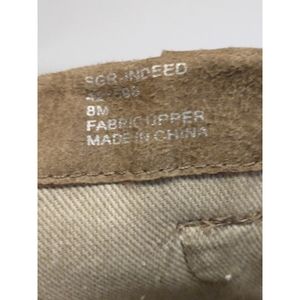 SGR-INDEED
8M
FABRIC UPPER
MADE IN CHINA